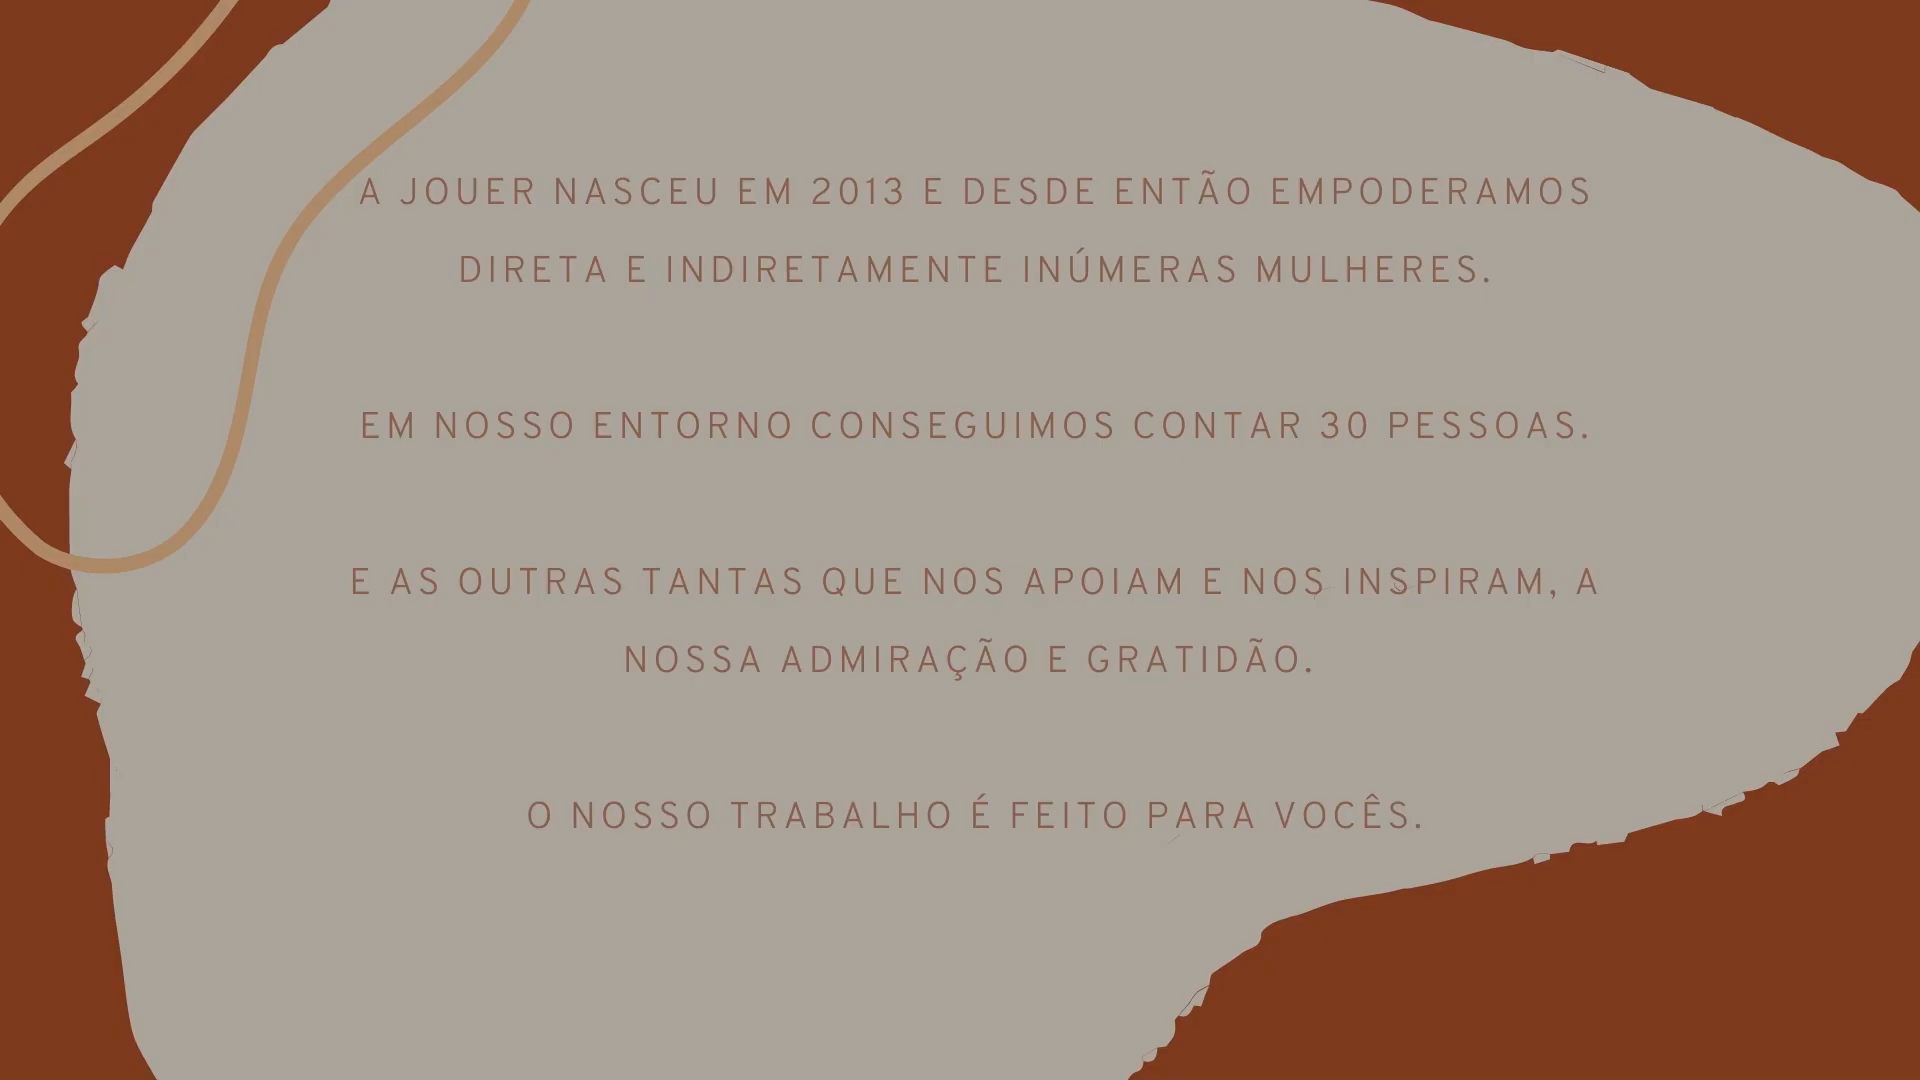 A JOUER NASCEU EM 2013 E DESDE ENTÃO EMPODERAMOS
DIRETA E INDIRETAMENTE INÚMERAS MULHERES.
EM NOSSO ENTORNO CONSEGUIMOS CONTAR 30 PESSOAS.
E AS OUTRAS TANTAS QUE NOS APOIAM E NOS INSPIRAM, A
NOSSA ADMIRAÇÃO E GRATIDÃO.
O NOSSO TRABALHO É FEITO PARA VOCÊS.